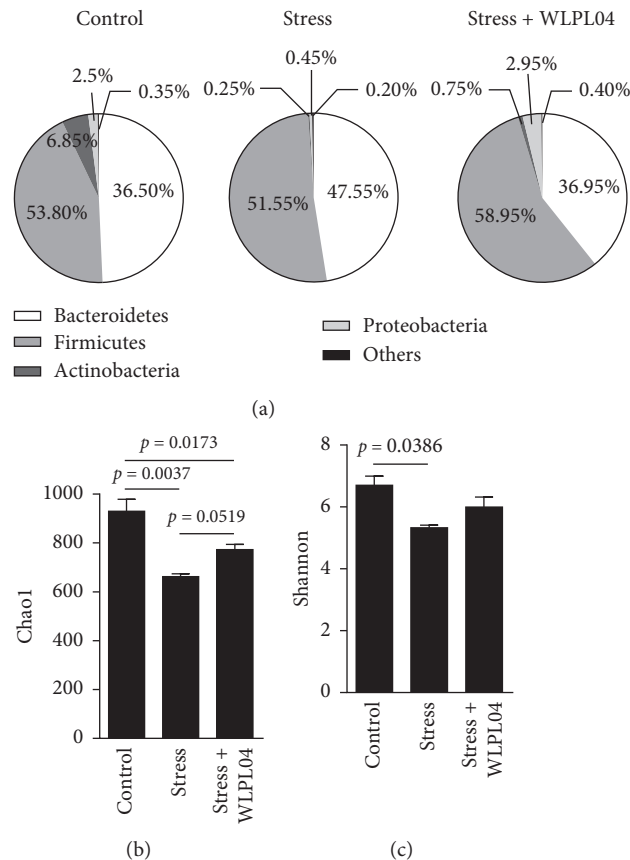 Control
Stress
Stress + WLPL04
2.5%
0.35%
6.85%
53.80%
36.50%
0.45%
0.25%
0.20%
51.55%
47.55%
2.95%
0.75%
0.40%
58.95%
36.95%
Bacteroidetes
Firmicutes
Actinobacteria
Proteobacteria
Others
(a)
p = 0.0173
p = 0.0037
p = 0.0519
1000
800
600
400
200
0
Chao1
Control
Stress
Stress +
WLPL04
(b)
p = 0.0386
8
6
4
2
0
Shannon
Control
Stress
Stress +
WLPL04
(c)